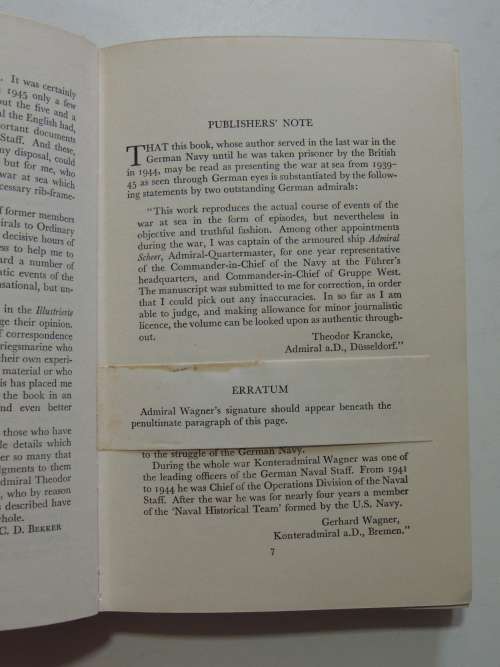 . It was certainly
1945 only a few
out the five and a
al the English had,
portant documents
Staff. And these,
ny disposal, could
but for me, who
war at sea which
cessary rib-frame-
of former members
irals to Ordinary
decisive hours of
ess to help me to
ard a number of
atic events of the
sational, but un-
in the Illustrierte
ge their opinion.
f correspondence
riegsmarine who
their own experi-
material or who
is has placed me
the book in an
nd even better
those who have
le details which
er so many that
dgments to them
dmiral Theodor
, who by reason
s described have
whole.
C. D. BEKKER
PUBLISHERS' NOTE
THAT this book, whose author served in the last war in the
German Navy until he was taken prisoner by the British
in 1944, may be read as presenting the war at sea from 1939–
45 as seen through German eyes is substantiated by the follow-
ing statements by two outstanding German admirals:
"This work reproduces the actual course of events of the
war at sea in the form of episodes, but nevertheless in
objective and truthful fashion. Among other appointments
during the war, I was captain of the armoured ship Admiral
Scheer, Admiral-Quartermaster, for one year representative
of the Commander-in-Chief of the Navy at the Führer's
headquarters, and Commander-in-Chief of Gruppe West.
The manuscript was submitted to me for correction, in order
that I could pick out any inaccuracies. In so far as I am
able to judge, and making allowance for minor journalistic
licence, the volume can be looked upon as authentic through-
out.
Theodor Krancke,
Admiral a.D., Düsseldorf."
ERRATUM
Admiral Wagner's signature should appear beneath the
penultimate paragraph of this page.
to the struggle of the German Navy.
During the whole war Konteradmiral Wagner was one of
the leading officers of the German Naval Staff. From 1941
to 1944 he was Chief of the Operations Division of the Naval
Staff. After the war he was for nearly four years a member
of the 'Naval Historical Team' formed by the U.S. Navy.
Gerhard Wagner,
Konteradmiral a.D., Bremen."
7